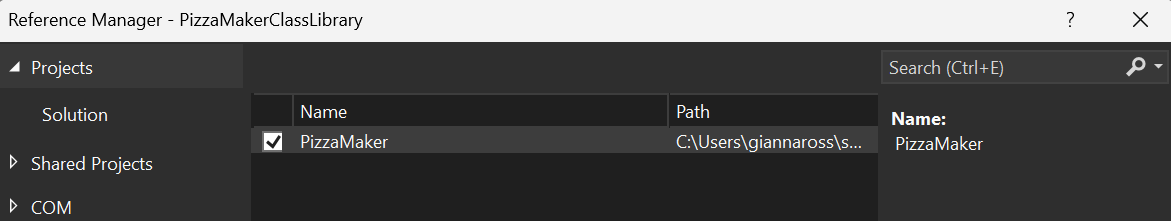 Reference Manager - PizzaMakerClassLibrary
?
Projects
Solution
Shared Projects
COM
Name
Path
PizzaMaker
C:\Users\giannaross\s...
Search (Ctrl+E)
Name:
PizzaMaker